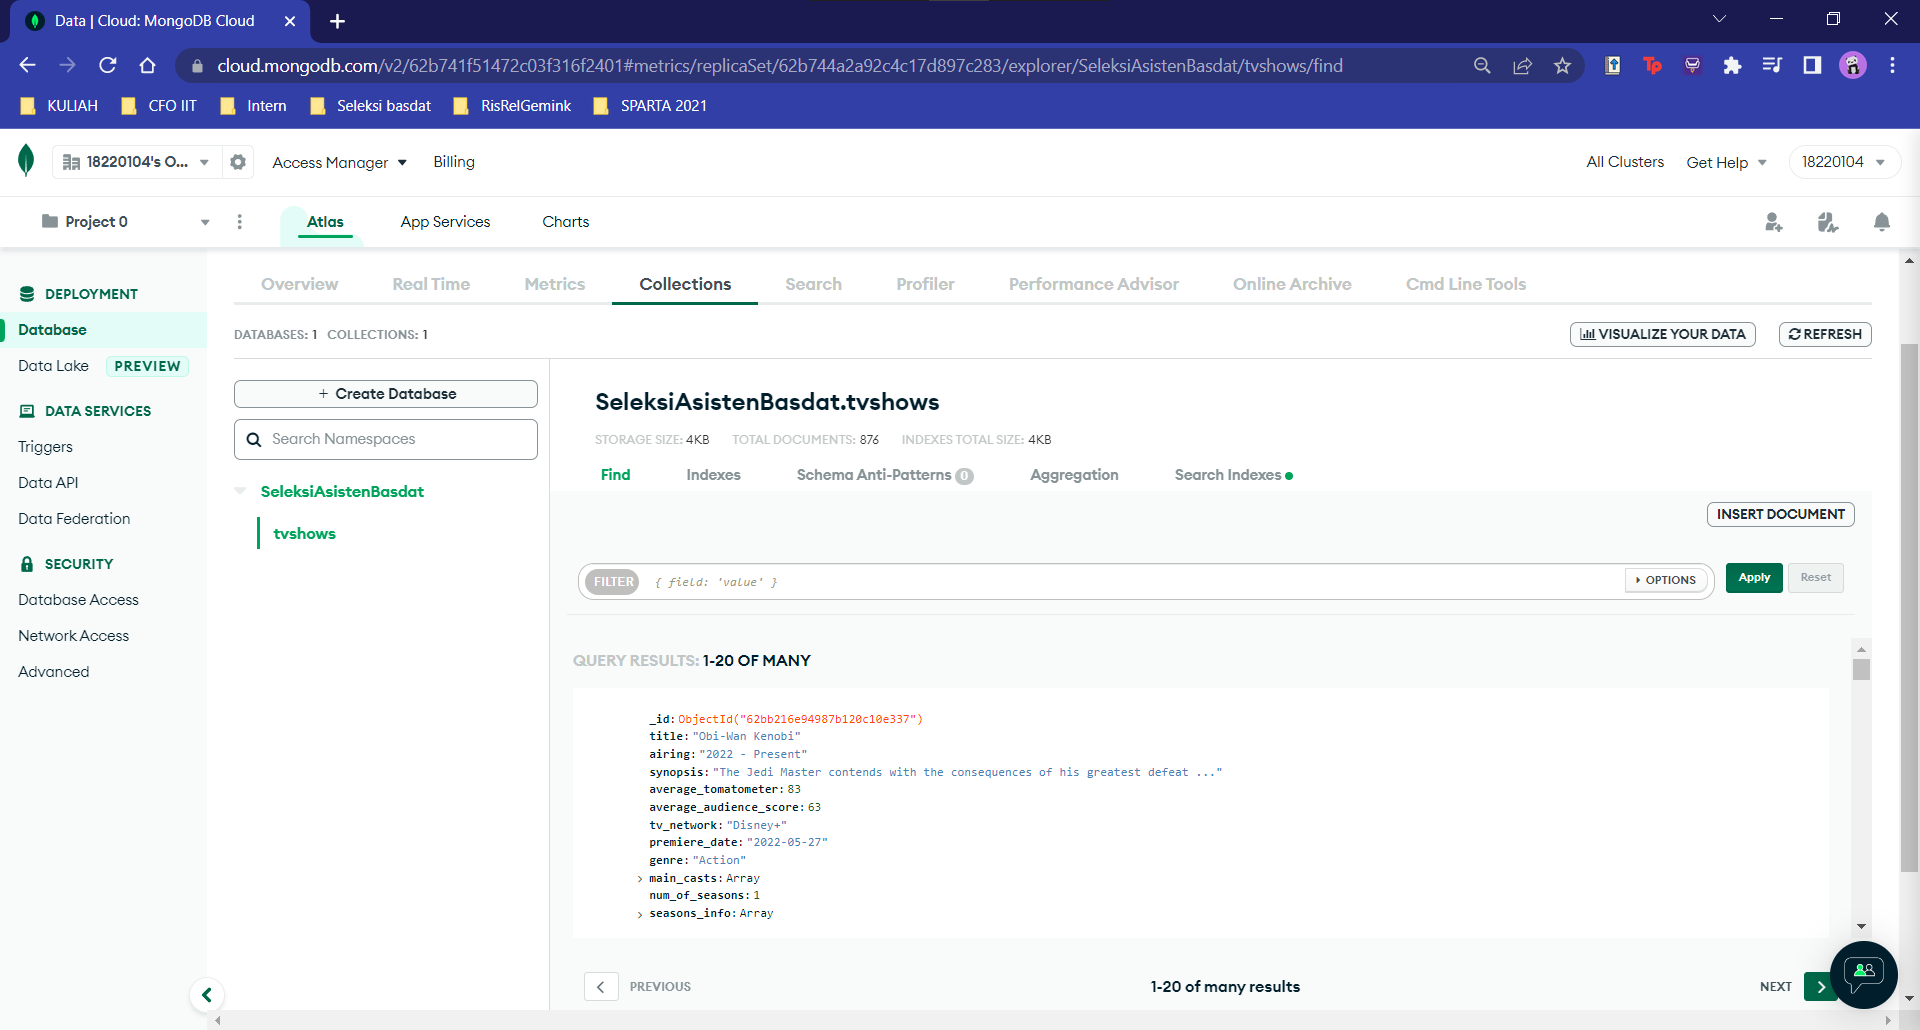 Data | Cloud: MongoDB Cloud
cloud.mongodb.com/v2/62b741f51472c03f316f2401#metrics/replicaSet/62b744a2a92c4c17d897c283/explorer/SeleksiAsistenBasdat/tvshows/find
Tp
KULIAH CFO IIT Intern Seleksi basdat RisRelGemink SPARTA 2021
18220104's O... Access Manager Billing All Clusters Get Help 18220104
Project 0 Atlas App Services Charts
DEPLOYMENT
Database
Data Lake PREVIEW
DATA SERVICES
Triggers
Data API
Data Federation
SECURITY
Database Access
Network Access
Advanced
Overview Real Time Metrics Collections Search Profiler Performance Advisor Online Archive Cmd Line Tools
DATABASES: 1 COLLECTIONS: 1 VISUALIZE YOUR DATA REFRESH
+ Create Database
Search Namespaces
SeleksiAsistenBasdat
tvshows
SeleksiAsistenBasdat.tvshows
STORAGE SIZE: 4KB TOTAL DOCUMENTS: 876 INDEXES TOTAL SIZE: 4KB
Find Indexes Schema Anti-Patterns 0 Aggregation Search Indexes
INSERT DOCUMENT
FILTER { field: 'value' } OPTIONS Apply Reset
QUERY RESULTS: 1-20 OF MANY
_id: ObjectId("62bb216e94987b120c10e337")
title: "Obi-Wan Kenobi"
airing: "2022 - Present"
synopsis: "The Jedi Master contends with the consequences of his greatest defeat ..."
average_tomatometer: 83
average_audience_score: 63
tv_network: "Disney+"
premiere_date: "2022-05-27"
genre: "Action"
main_casts: Array
num_of_seasons: 1
seasons_info: Array
PREVIOUS 1-20 of many results NEXT